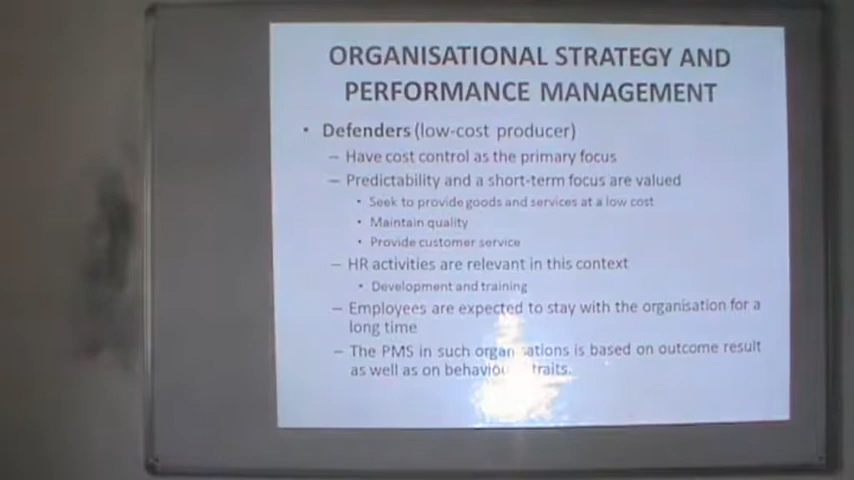 ORGANISATIONAL STRATEGY AND
PERFORMANCE MANAGEMENT
• Defenders (low-cost producer)
– Have cost control as the primary focus
– Predictability and a short-term focus are valued
• Seek to provide goods and services at a low cost
• Maintain quality
• Provide customer service
– HR activities are relevant in this context
• Development and training
– Employees are expected to stay with the organisation for a
long time
– The PMS in such organisations is based on outcome result
as well as on traits.